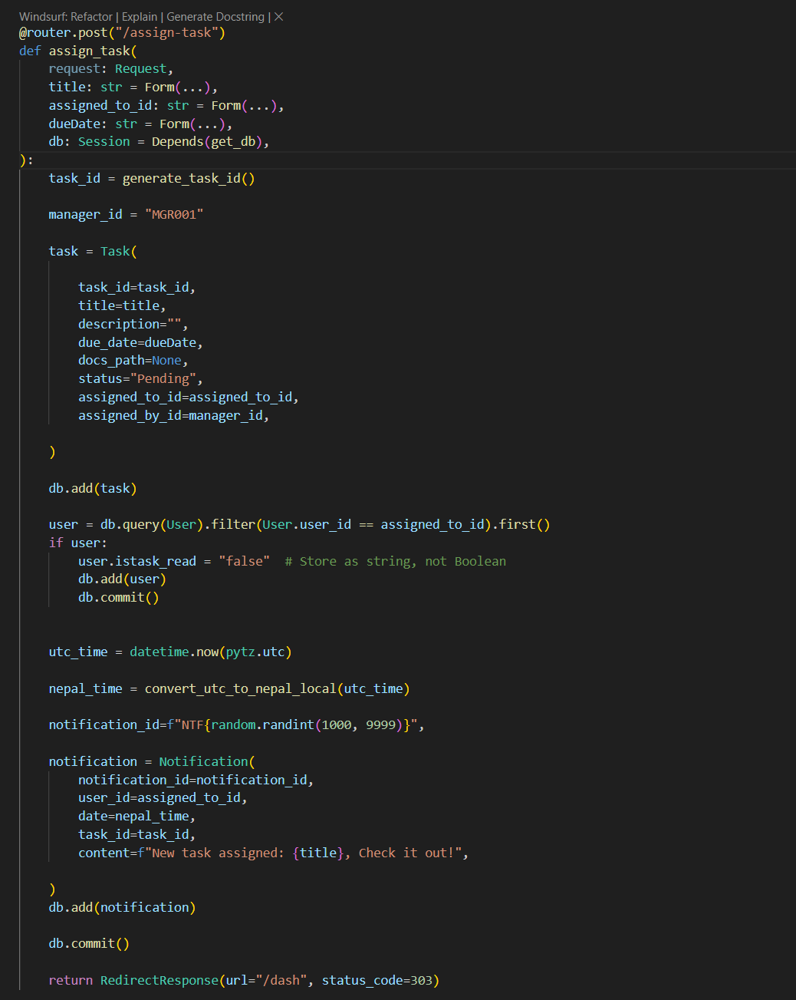 Windsurf: Refactor | Explain | Generate Docstring | ×
@router.post("/assign-task")
def assign_task(
    request: Request,
    title: str = Form(...),
    assigned_to_id: str = Form(...),
    dueDate: str = Form(...),
    db: Session = Depends(get_db),
):
    task_id = generate_task_id()
    manager_id = "MGR001"
    task = Task(
        task_id=task_id,
        title=title,
        description="",
        due_date=dueDate,
        docs_path=None,
        status="Pending",
        assigned_to_id=assigned_to_id,
        assigned_by_id=manager_id,
    )
    db.add(task)
    user = db.query(User).filter(User.user_id == assigned_to_id).first()
    if user:
        user.istask_read = "false"  # Store as string, not Boolean
        db.add(user)
        db.commit()
    utc_time = datetime.now(pytz.utc)
    nepal_time = convert_utc_to_nepal_local(utc_time)
    notification_id=f"NTF{random.randint(1000, 9999)}",
    notification = Notification(
        notification_id=notification_id,
        user_id=assigned_to_id,
        date=nepal_time,
        task_id=task_id,
        content=f"New task assigned: {title}, Check it out!",
    )
    db.add(notification)
    db.commit()
    return RedirectResponse(url="/dash", status_code=303)